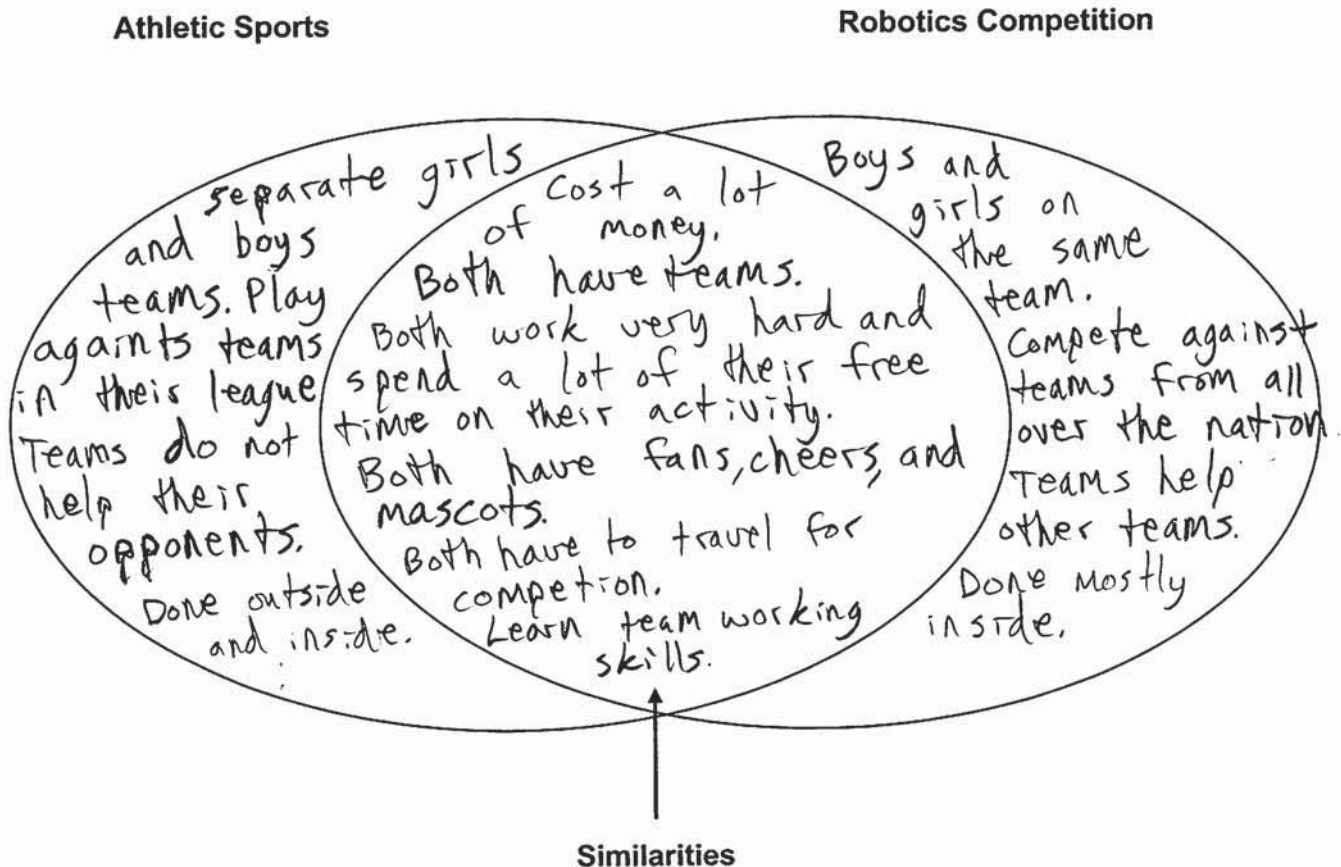 Athletic Sports
Robotics Competition
separate girls
and boys
teams. Play
againts teams
in their league
Teams do not
help their
opponents.
Done outside
and inside.
Cost a lot
of money.
Both have teams.
Both work very hard and
spend a lot of their free
time on their activity.
Both have fans, cheers, and
mascots.
Both have to travel for
competion.
Learn team working
skills.
Boys and
girls on
the same
team.
Compete against
teams from all
over the nation.
Teams help
other teams.
Done mostly
inside.
Similarities